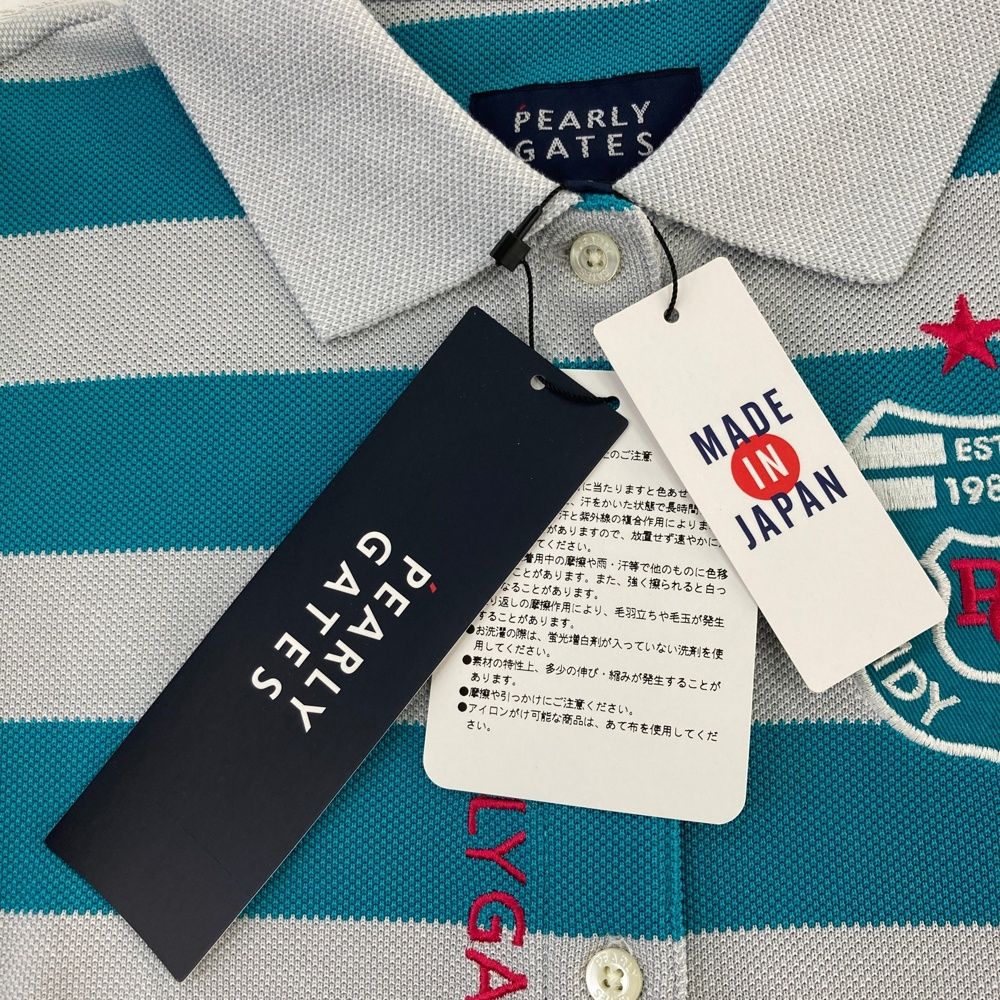 PEARLY
GATES
EST
198
MADE
IN
JAPAN
PEARLY
GATES
上のご注意
に当たりますと色あせ
、汗をかいた状態で長時間
汗と紫外線の複合作用によりま
がありますので、放置せず速やかに
てください。
着用中の摩擦や雨・汗等で他のものに色移
ことがあります。また、強く擦られると白っ
なることがあります。
り返しの摩擦作用により、毛羽立ちや毛玉が発生
することがあります。
●お洗濯の際は、蛍光増白剤が入っていない洗剤を使
用してください。
●素材の特性上、多少の伸び・縮みが発生することが
あります。
●摩擦や引っかけにご注意ください。
●アイロンがけ可能な商品は、あて布を使用してくだ
さい。
LYGA
PEARLY